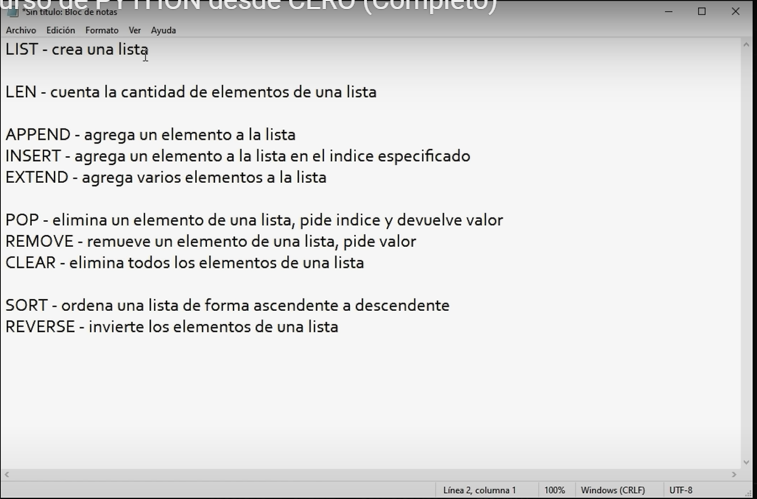 urso de PYTHON desde CERO (Completo)
*Sin título: Bloc de notas
Archivo Edición Formato Ver Ayuda
LIST - crea una lista
LEN - cuenta la cantidad de elementos de una lista
APPEND - agrega un elemento a la lista
INSERT - agrega un elemento a la lista en el indice especificado
EXTEND - agrega varios elementos a la lista
POP - elimina un elemento de una lista, pide indice y devuelve valor
REMOVE - remueve un elemento de una lista, pide valor
CLEAR - elimina todos los elementos de una lista
SORT - ordena una lista de forma ascendente a descendente
REVERSE - invierte los elementos de una lista
Línea 2, columna 1 100% Windows (CRLF) UTF-8